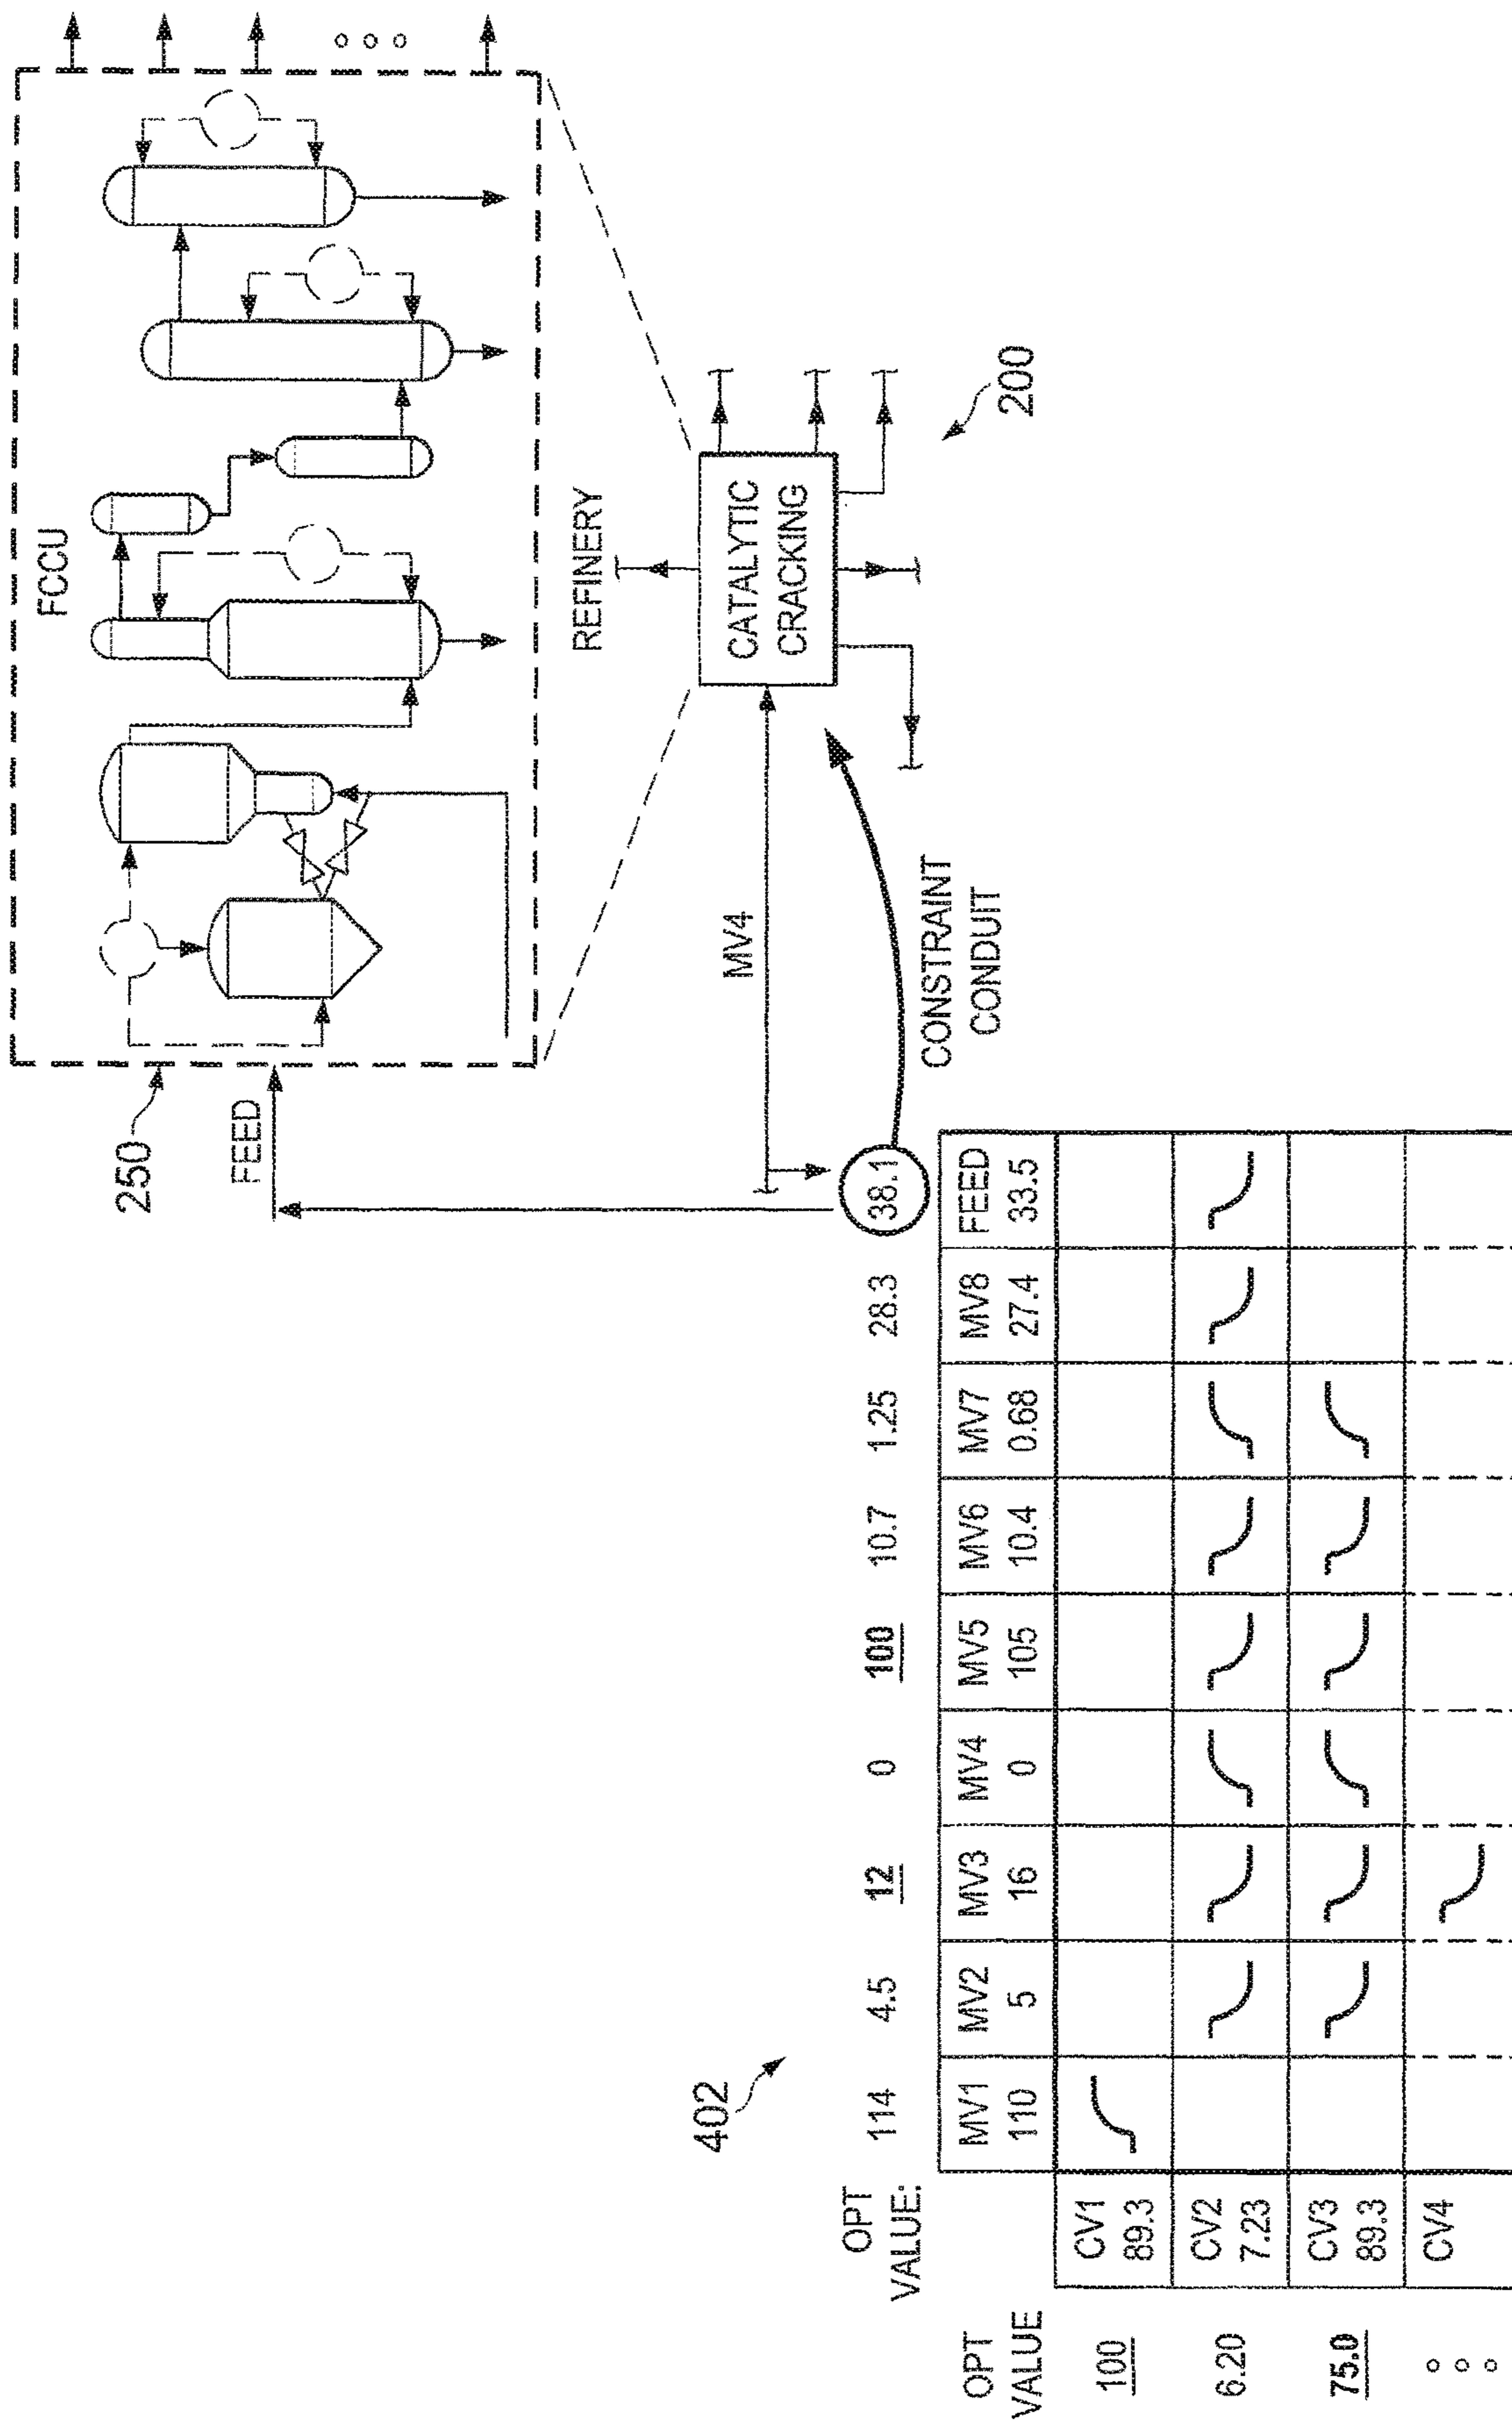 FCCU
250
FEED
REFINERY
CATALYTIC
CRACKING
MV4
200
CONSTRAINT
CONDUIT
402
OPT
VALUE:
114 4.5 12 0 100 10.7 1.25 28.3 38.1
OPT
VALUE
MV1 MV2 MV3 MV4 MV5 MV6 MV7 MV8 FEED
110 5 16 0 105 10.4 0.68 27.4 33.5
100
CV1
89.3
6.20
CV2
7.23
75.0
CV3
89.3
CV4